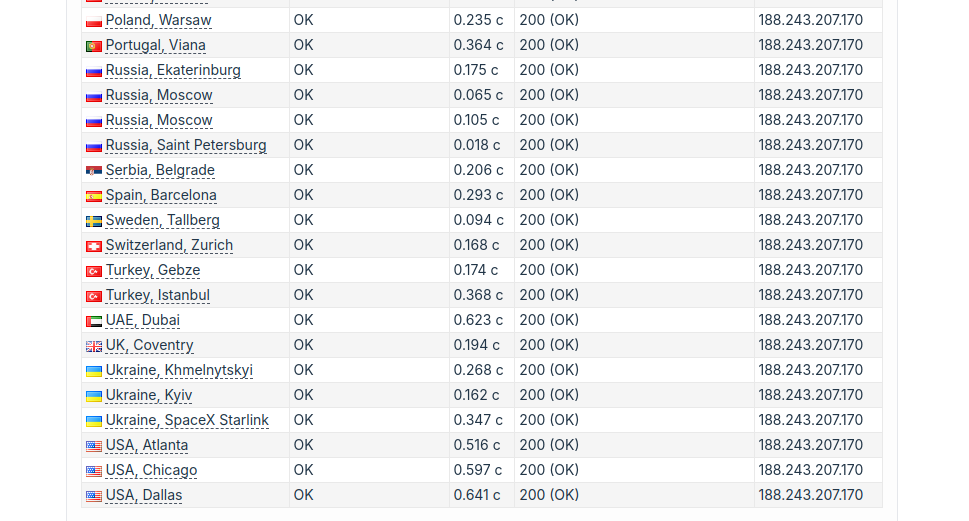 Poland, Warsaw OK 0.235 с 200 (OK) 188.243.207.170
Portugal, Viana OK 0.364 с 200 (OK) 188.243.207.170
Russia, Ekaterinburg OK 0.175 с 200 (OK) 188.243.207.170
Russia, Moscow OK 0.065 с 200 (OK) 188.243.207.170
Russia, Moscow OK 0.105 с 200 (OK) 188.243.207.170
Russia, Saint Petersburg OK 0.018 с 200 (OK) 188.243.207.170
Serbia, Belgrade OK 0.206 с 200 (OK) 188.243.207.170
Spain, Barcelona OK 0.293 с 200 (OK) 188.243.207.170
Sweden, Tallberg OK 0.094 с 200 (OK) 188.243.207.170
Switzerland, Zurich OK 0.168 с 200 (OK) 188.243.207.170
Turkey, Gebze OK 0.174 с 200 (OK) 188.243.207.170
Turkey, Istanbul OK 0.368 с 200 (OK) 188.243.207.170
UAE, Dubai OK 0.623 с 200 (OK) 188.243.207.170
UK, Coventry OK 0.194 с 200 (OK) 188.243.207.170
Ukraine, Khmelnytskyi OK 0.268 с 200 (OK) 188.243.207.170
Ukraine, Kyiv OK 0.162 с 200 (OK) 188.243.207.170
Ukraine, SpaceX Starlink OK 0.347 с 200 (OK) 188.243.207.170
USA, Atlanta OK 0.516 с 200 (OK) 188.243.207.170
USA, Chicago OK 0.597 с 200 (OK) 188.243.207.170
USA, Dallas OK 0.641 с 200 (OK) 188.243.207.170